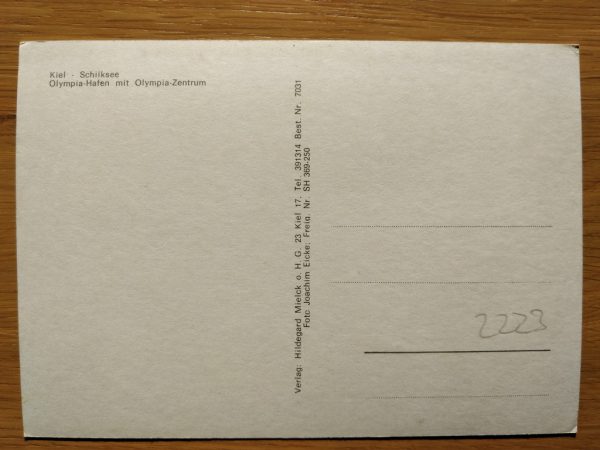 Kiel - Schilksee
Olympia-Hafen mit Olympia-Zentrum
Verlag: Hildegard Mielck o. H. G. 23 Kiel 17. Tel. 391314 Best. Nr. 7031
Foto Joachim Eicke; Freig. Nr. SH 369-250
2223